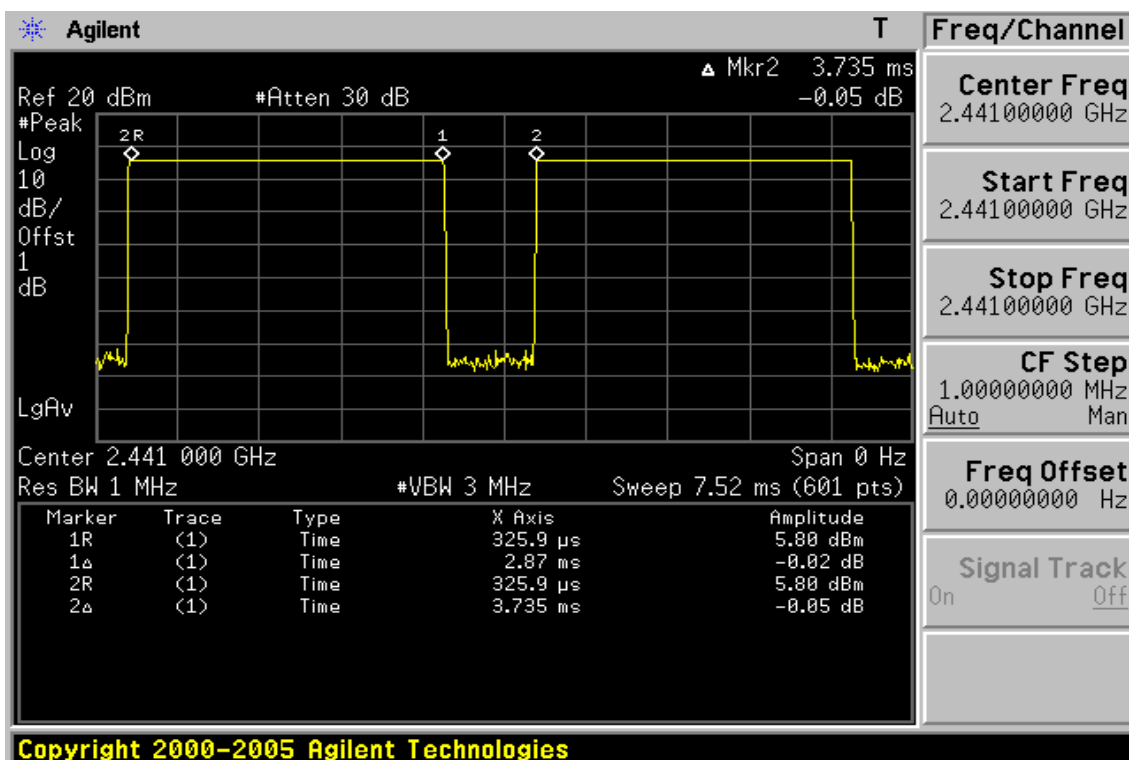 Agilent T
Δ Mkr2 3.735 ms
Ref 20 dBm #Atten 30 dB -0.05 dB
#Peak
Log
10
dB/
Offst
1
dB
LgAv
2R 1 2
Center 2.441 000 GHz Span 0 Hz
Res BW 1 MHz #VBW 3 MHz Sweep 7.52 ms (601 pts)
Marker Trace Type X Axis Amplitude
1R (1) Time 325.9 µs 5.80 dBm
1Δ (1) Time 2.87 ms -0.02 dB
2R (1) Time 325.9 µs 5.80 dBm
2Δ (1) Time 3.735 ms -0.05 dB
Freq/Channel
Center Freq
2.44100000 GHz
Start Freq
2.44100000 GHz
Stop Freq
2.44100000 GHz
CF Step
1.00000000 MHz
Auto Man
Freq Offset
0.00000000 Hz
Signal Track
On Off
Copyright 2000-2005 Agilent Technologies